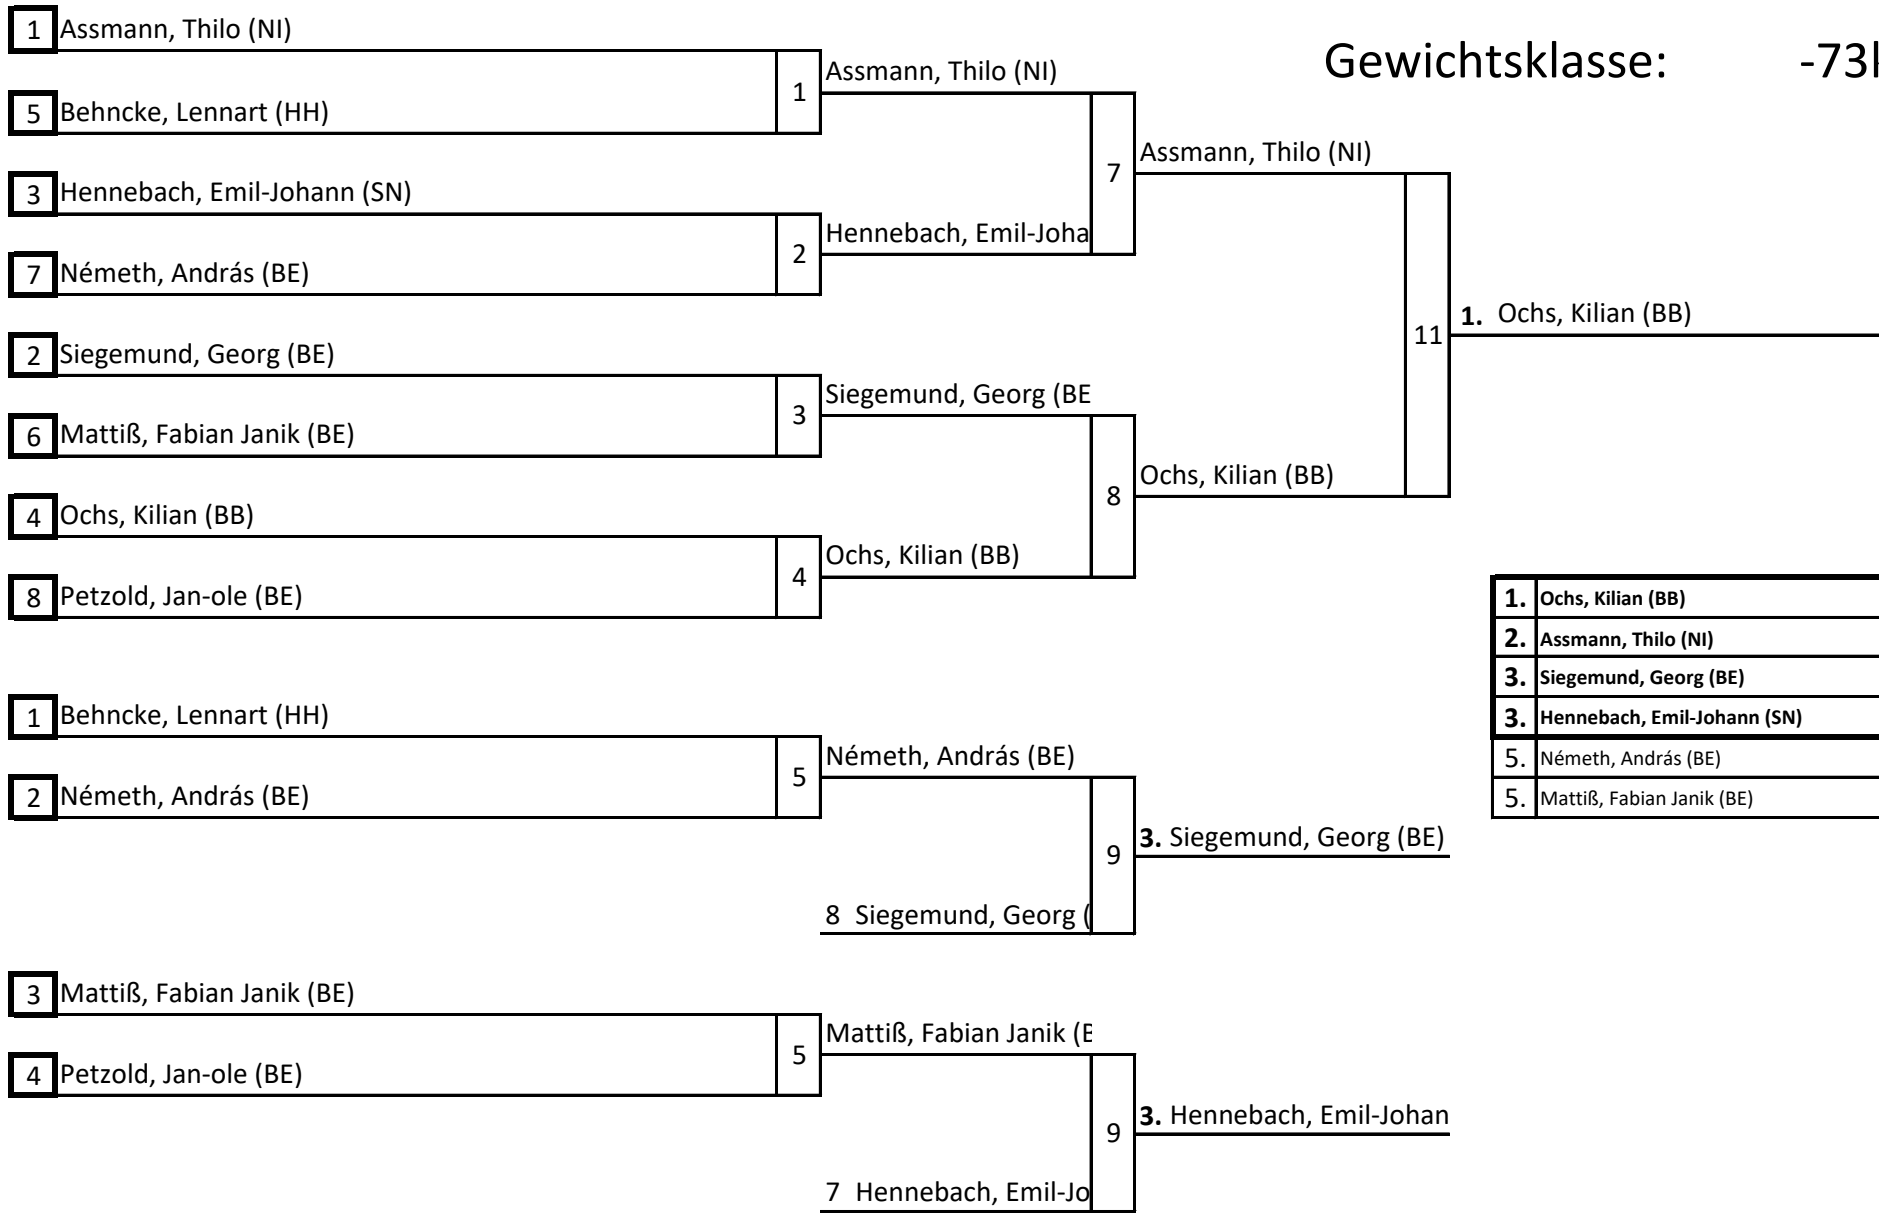 1 Assmann, Thilo (NI)
Gewichtsklasse: -73k
1 Assmann, Thilo (NI)
5 Behncke, Lennart (HH)
7 Assmann, Thilo (NI)
3 Hennebach, Emil-Johann (SN)
2 Hennebach, Emil-Joha
7 Németh, András (BE)
11 1. Ochs, Kilian (BB)
2 Siegemund, Georg (BE)
3 Siegemund, Georg (BE
6 Mattiß, Fabian Janik (BE)
8 Ochs, Kilian (BB)
4 Ochs, Kilian (BB)
4 Ochs, Kilian (BB)
8 Petzold, Jan-ole (BE)
1. Ochs, Kilian (BB)
2. Assmann, Thilo (NI)
3. Siegemund, Georg (BE)
3. Hennebach, Emil-Johann (SN)
5. Németh, András (BE)
5. Mattiß, Fabian Janik (BE)
1 Behncke, Lennart (HH)
5 Németh, András (BE)
2 Németh, András (BE)
9 3. Siegemund, Georg (BE)
8 Siegemund, Georg (
3 Mattiß, Fabian Janik (BE)
5 Mattiß, Fabian Janik (B
4 Petzold, Jan-ole (BE)
9 3. Hennebach, Emil-Johan
7 Hennebach, Emil-Jo